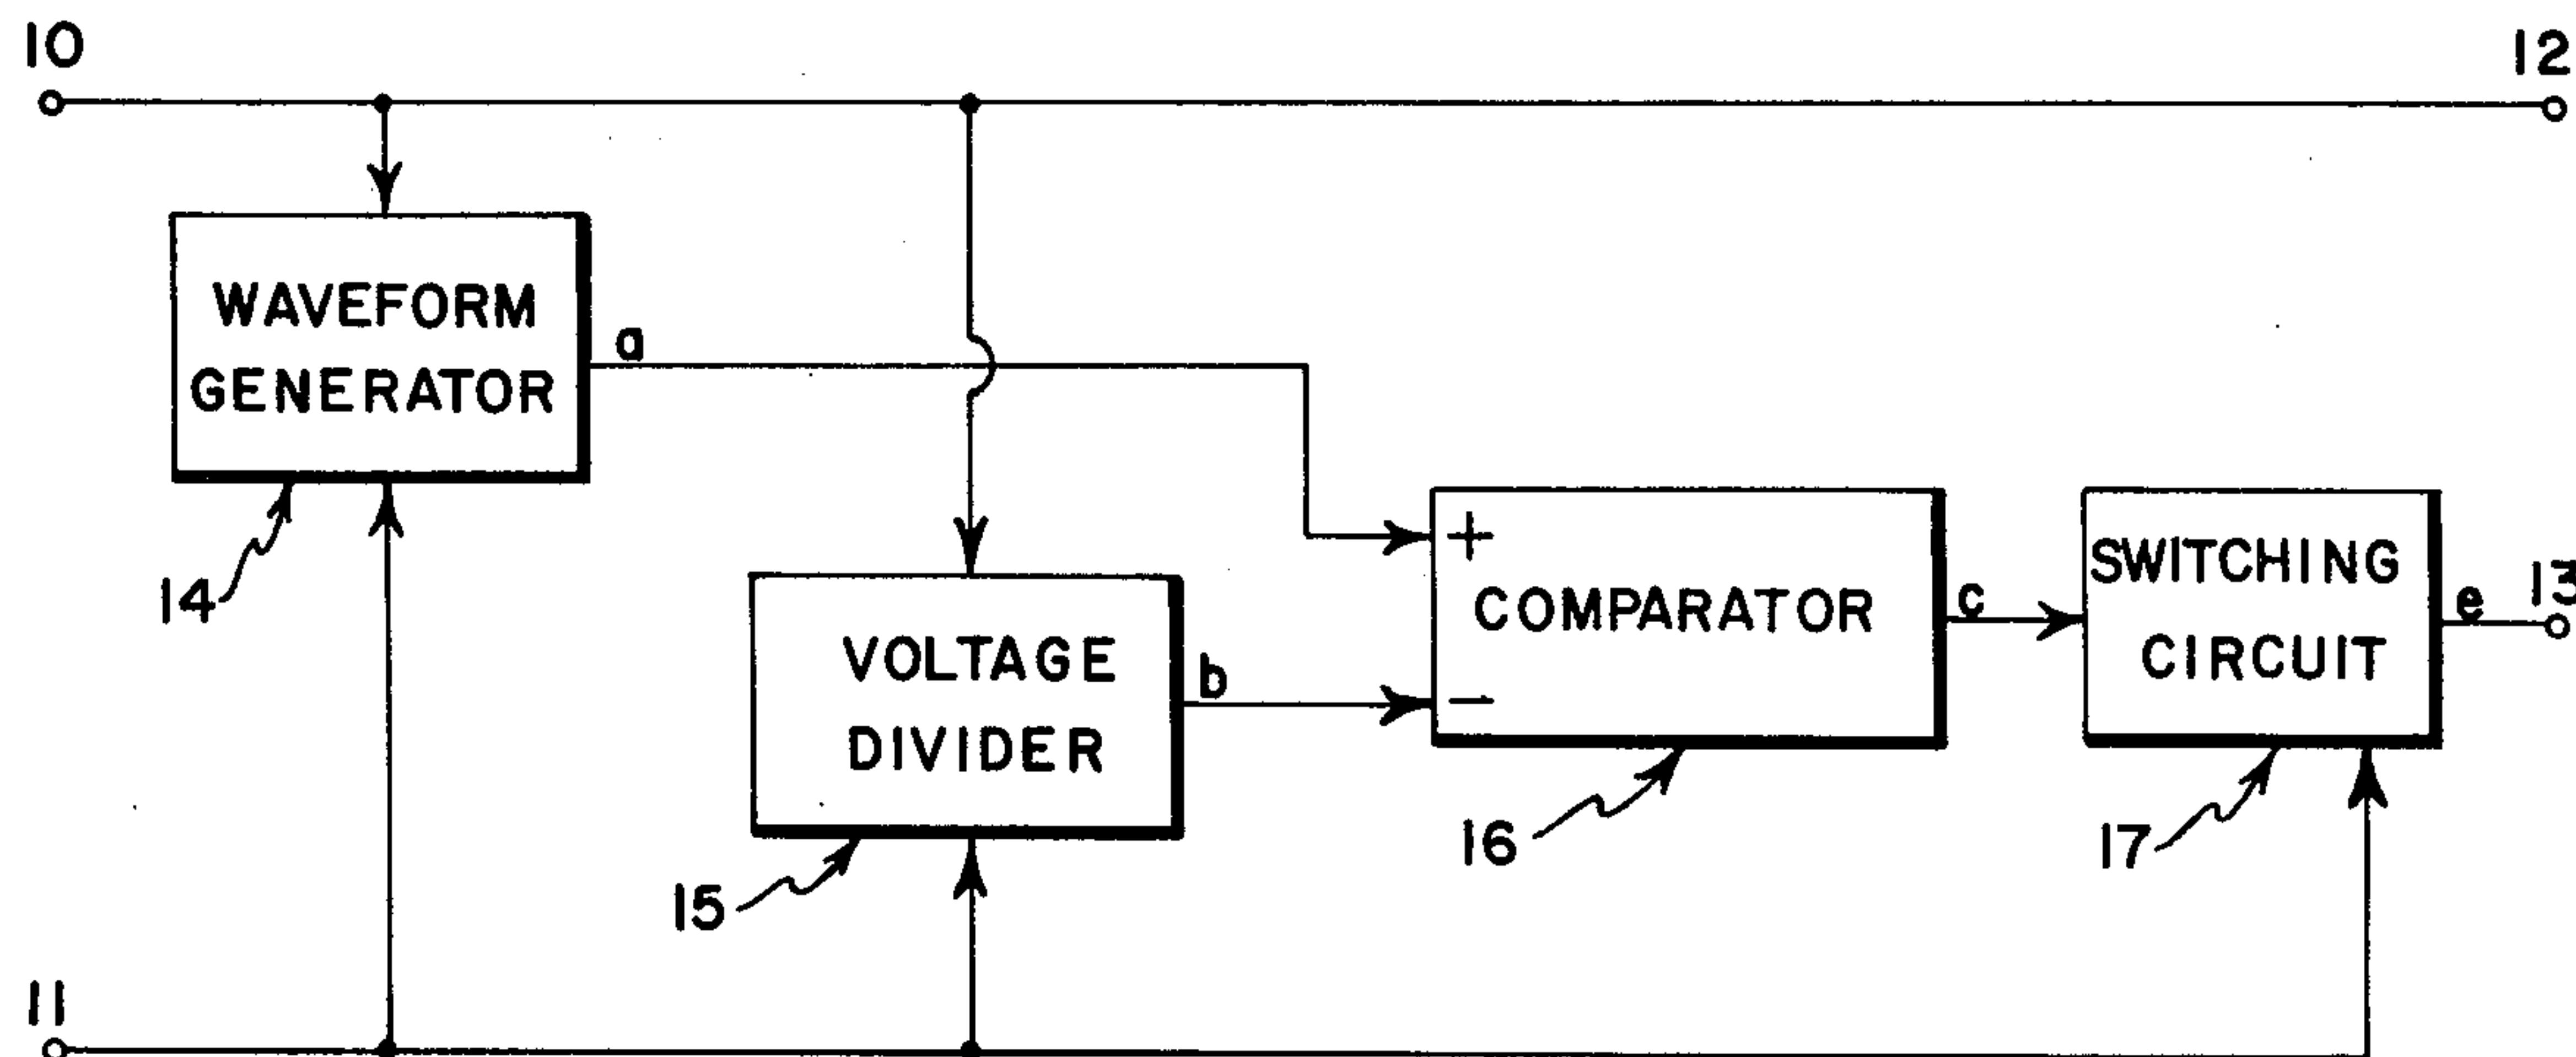 10
12
WAVEFORM
GENERATOR
a
14
+
COMPARATOR
−
c
SWITCHING
CIRCUIT
e
13
VOLTAGE
DIVIDER
b
15
16
17
11